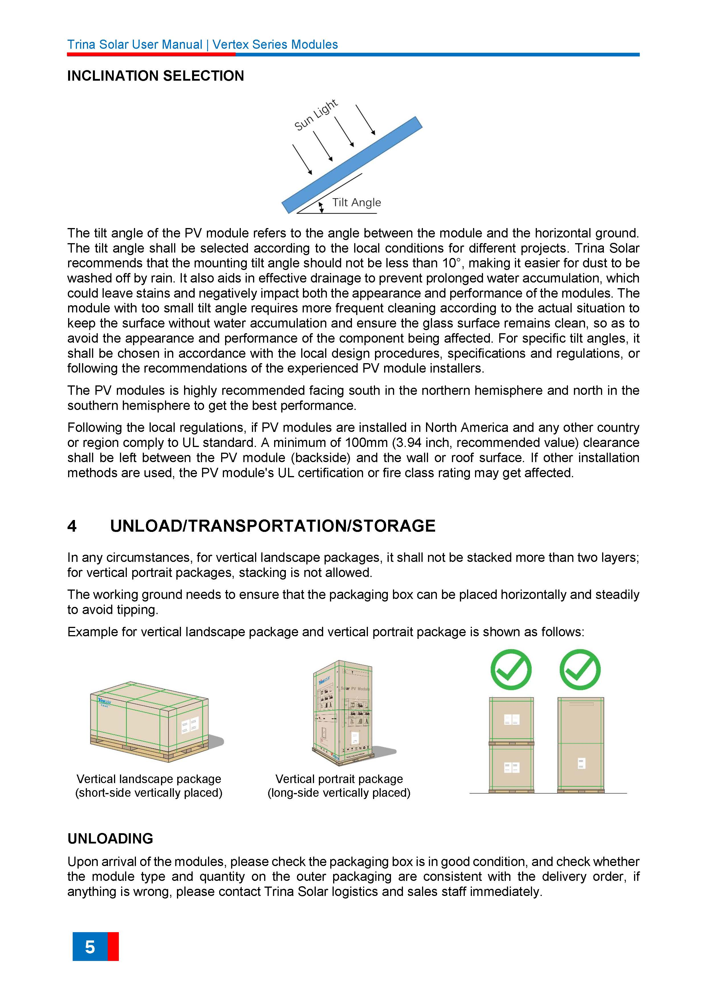 Trina Solar User Manual | Vertex Series Modules
INCLINATION SELECTION
Sun Light
Tilt Angle
The tilt angle of the PV module refers to the angle between the module and the horizontal ground.
The tilt angle shall be selected according to the local conditions for different projects. Trina Solar
recommends that the mounting tilt angle should not be less than 10°, making it easier for dust to be
washed off by rain. It also aids in effective drainage to prevent prolonged water accumulation, which
could leave stains and negatively impact both the appearance and performance of the modules. The
module with too small tilt angle requires more frequent cleaning according to the actual situation to
keep the surface without water accumulation and ensure the glass surface remains clean, so as to
avoid the appearance and performance of the component being affected. For specific tilt angles, it
shall be chosen in accordance with the local design procedures, specifications and regulations, or
following the recommendations of the experienced PV module installers.
The PV modules is highly recommended facing south in the northern hemisphere and north in the
southern hemisphere to get the best performance.
Following the local regulations, if PV modules are installed in North America and any other country
or region comply to UL standard. A minimum of 100mm (3.94 inch, recommended value) clearance
shall be left between the PV module (backside) and the wall or roof surface. If other installation
methods are used, the PV module's UL certification or fire class rating may get affected.
4 UNLOAD/TRANSPORTATION/STORAGE
In any circumstances, for vertical landscape packages, it shall not be stacked more than two layers;
for vertical portrait packages, stacking is not allowed.
The working ground needs to ensure that the packaging box can be placed horizontally and steadily
to avoid tipping.
Example for vertical landscape package and vertical portrait package is shown as follows:
Trinasolar
Trinasolar
Solar PV Module
Vertical landscape package
(short-side vertically placed)
Vertical portrait package
(long-side vertically placed)
UNLOADING
Upon arrival of the modules, please check the packaging box is in good condition, and check whether
the module type and quantity on the outer packaging are consistent with the delivery order, if
anything is wrong, please contact Trina Solar logistics and sales staff immediately.
5